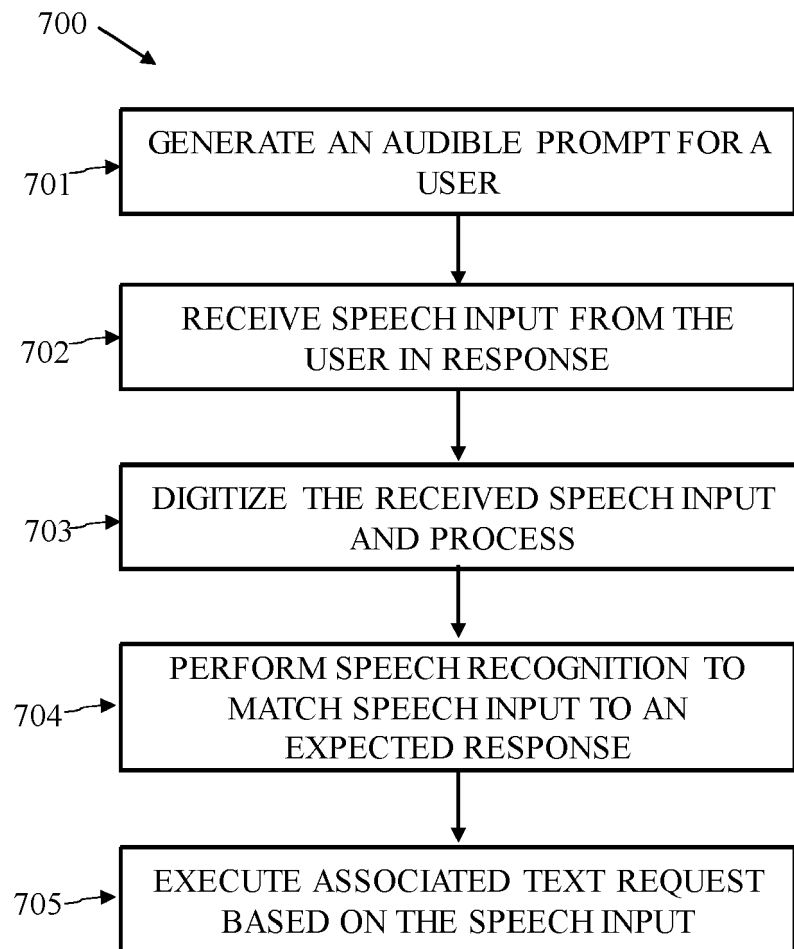 700
701
GENERATE AN AUDIBLE PROMPT FOR A
USER
702
RECEIVE SPEECH INPUT FROM THE
USER IN RESPONSE
703
DIGITIZE THE RECEIVED SPEECH INPUT
AND PROCESS
704
PERFORM SPEECH RECOGNITION TO
MATCH SPEECH INPUT TO AN
EXPECTED RESPONSE
705
EXECUTE ASSOCIATED TEXT REQUEST
BASED ON THE SPEECH INPUT